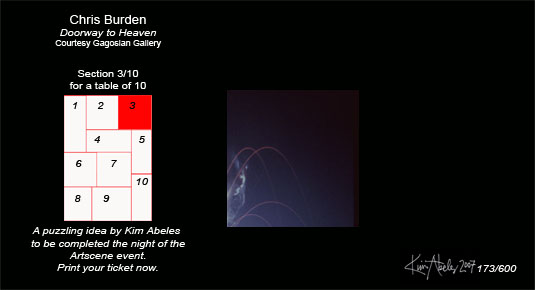 Chris Burden
Doorway to Heaven
Courtesy Gagosian Gallery
Section 3/10
for a table of 10
1 2 3
4 5
6 7
10
8 9
A puzzling idea by Kim Abeles
to be completed the night of the
Artscene event.
Print your ticket now.
Kim Abeles 2007 173/600